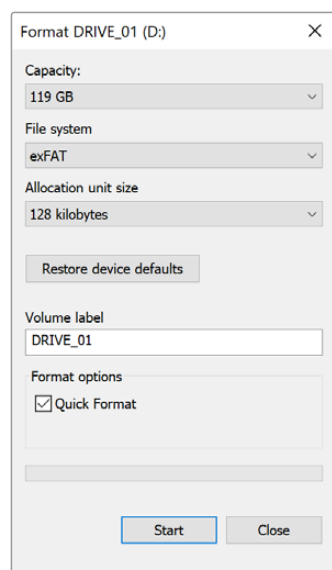 Format DRIVE_01 (D:)
Capacity:
119 GB
File system
exFAT
Allocation unit size
128 kilobytes
Restore device defaults
Volume label
DRIVE_01
Format options
Quick Format
Start
Close